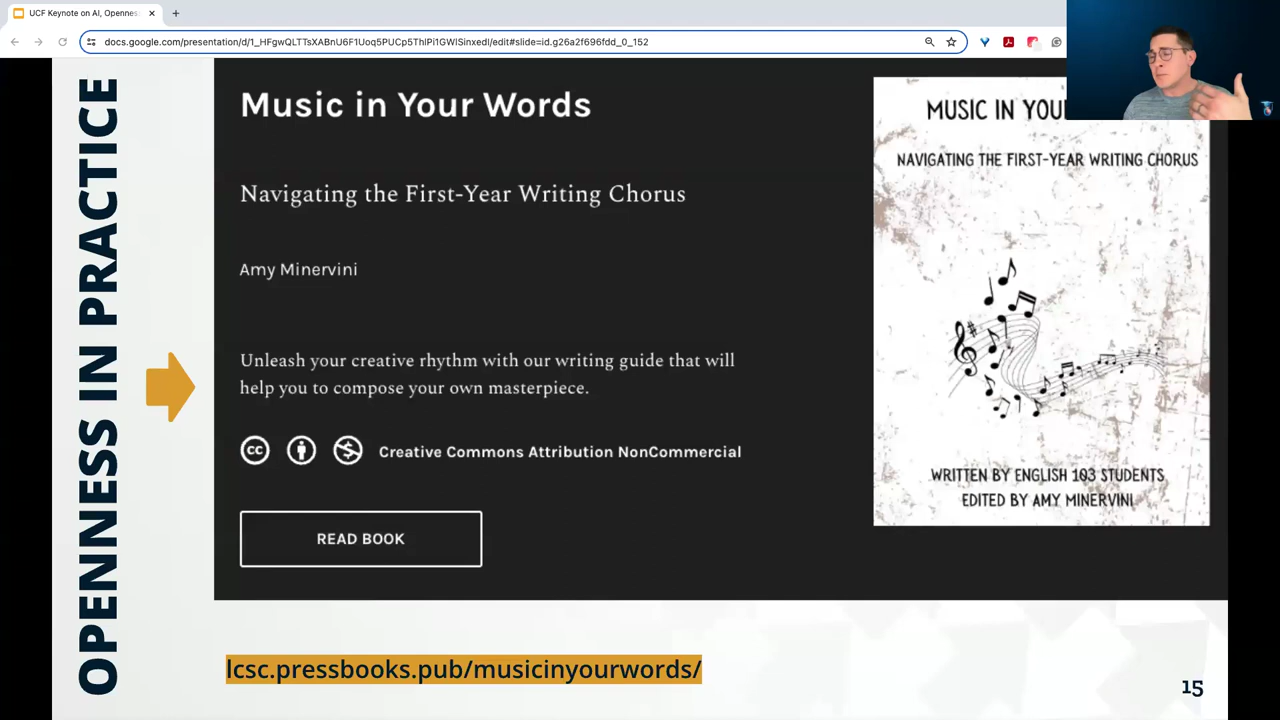 UCF Keynote on AI, Openness
docs.google.com/presentation/d/1_HFgwQLTTsXABnU6F1Uoq5PUCp5ThlPi1GWlSinxedI/edit#slide=id.g26a2f696fdd_0_152
OPENNESS IN PRACTICE
Music in Your Words
Navigating the First-Year Writing Chorus
Amy Minervini
Unleash your creative rhythm with our writing guide that will
help you to compose your own masterpiece.
cc
Creative Commons Attribution NonCommercial
READ BOOK
MUSIC IN YOU
NAVIGATING THE FIRST-YEAR WRITING CHORUS
WRITTEN BY ENGLISH 103 STUDENTS
EDITED BY AMY MINERVINI
lcsc.pressbooks.pub/musicinyourwords/
15